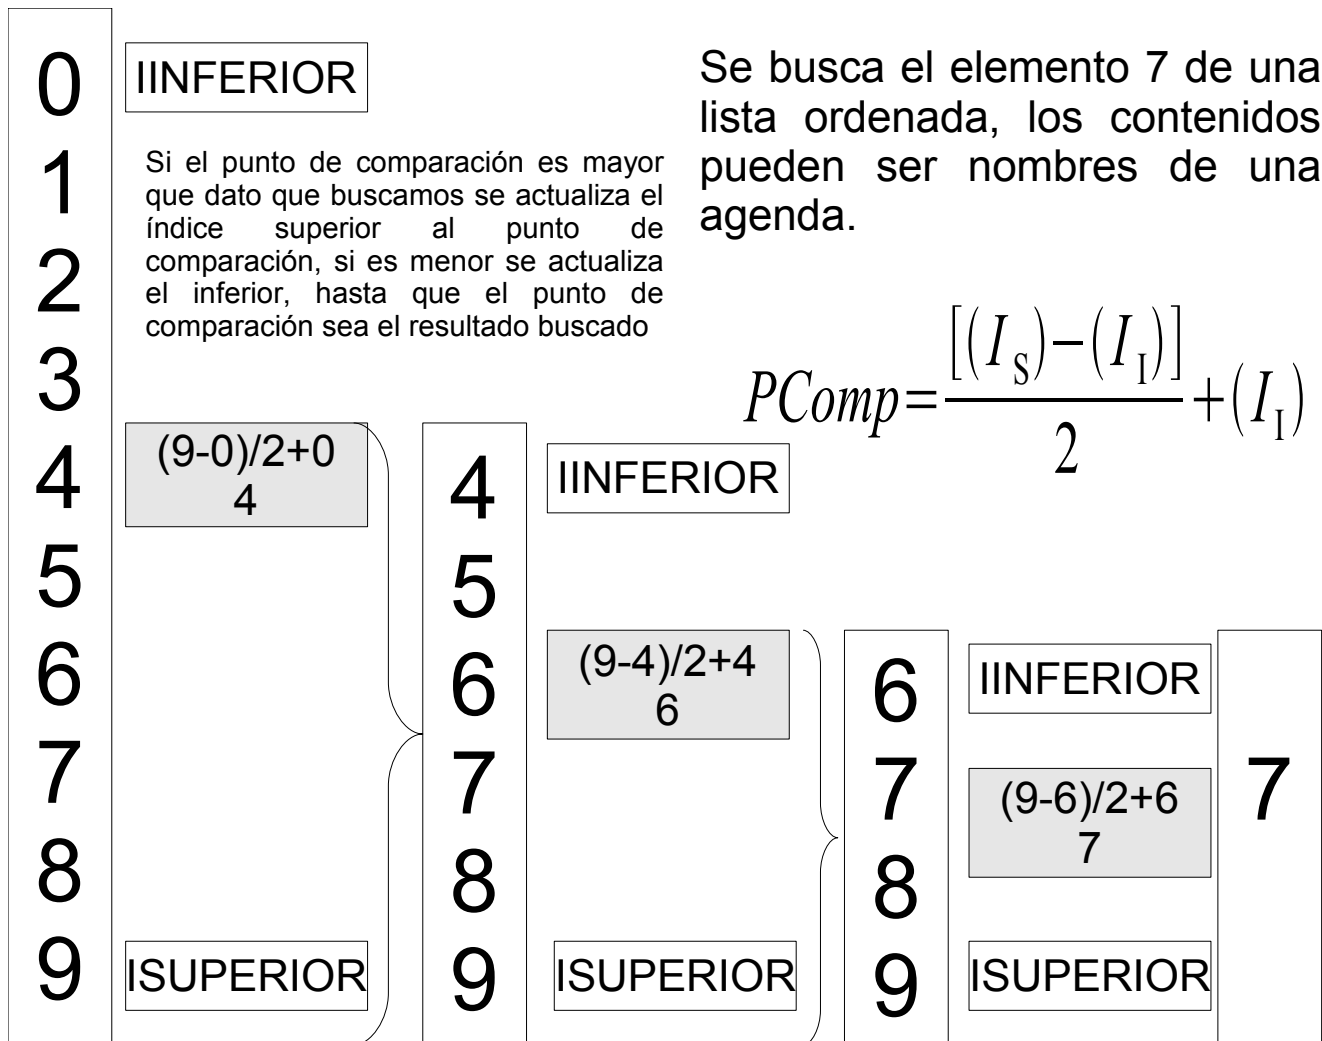 0
1
2
3
4
5
6
7
8
9
IINFERIOR
Si el punto de comparación es mayor
que dato que buscamos se actualiza el
índice superior al punto de
comparación, si es menor se actualiza
el inferior, hasta que el punto de
comparación sea el resultado buscado
Se busca el elemento 7 de una
lista ordenada, los contenidos
pueden ser nombres de una
agenda.
PComp=[(I_S)−(I_I)]/2+(I_I)
(9-0)/2+0
4
ISUPERIOR
4
5
6
7
8
9
IINFERIOR
(9-4)/2+4
6
ISUPERIOR
6
7
8
9
IINFERIOR
(9-6)/2+6
7
ISUPERIOR
7